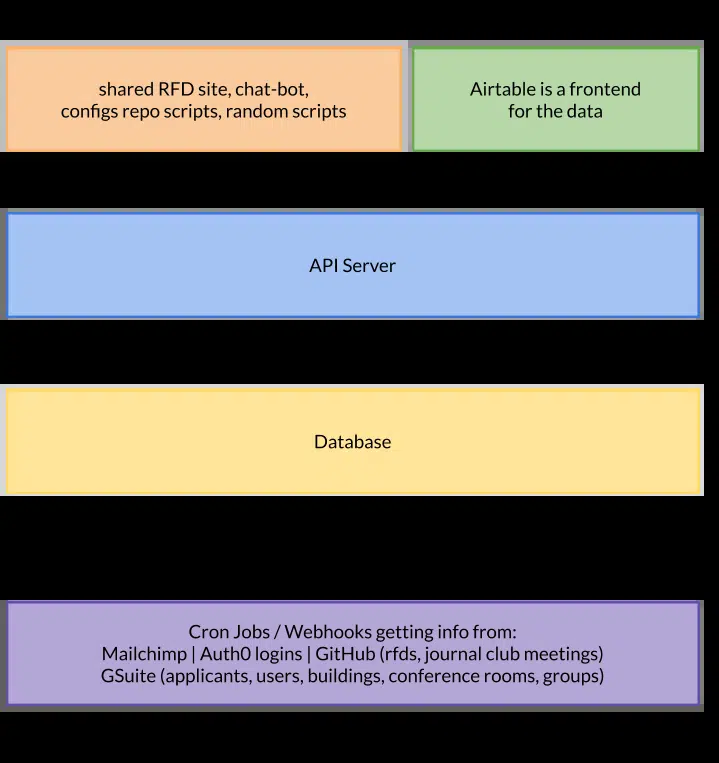 shared RFD site, chat-bot,
configs repo scripts, random scripts
Airtable is a frontend
for the data
API Server
Database
Cron Jobs / Webhooks getting info from:
Mailchimp | Auth0 logins | GitHub (rfds, journal club meetings)
GSuite (applicants, users, buildings, conference rooms, groups)